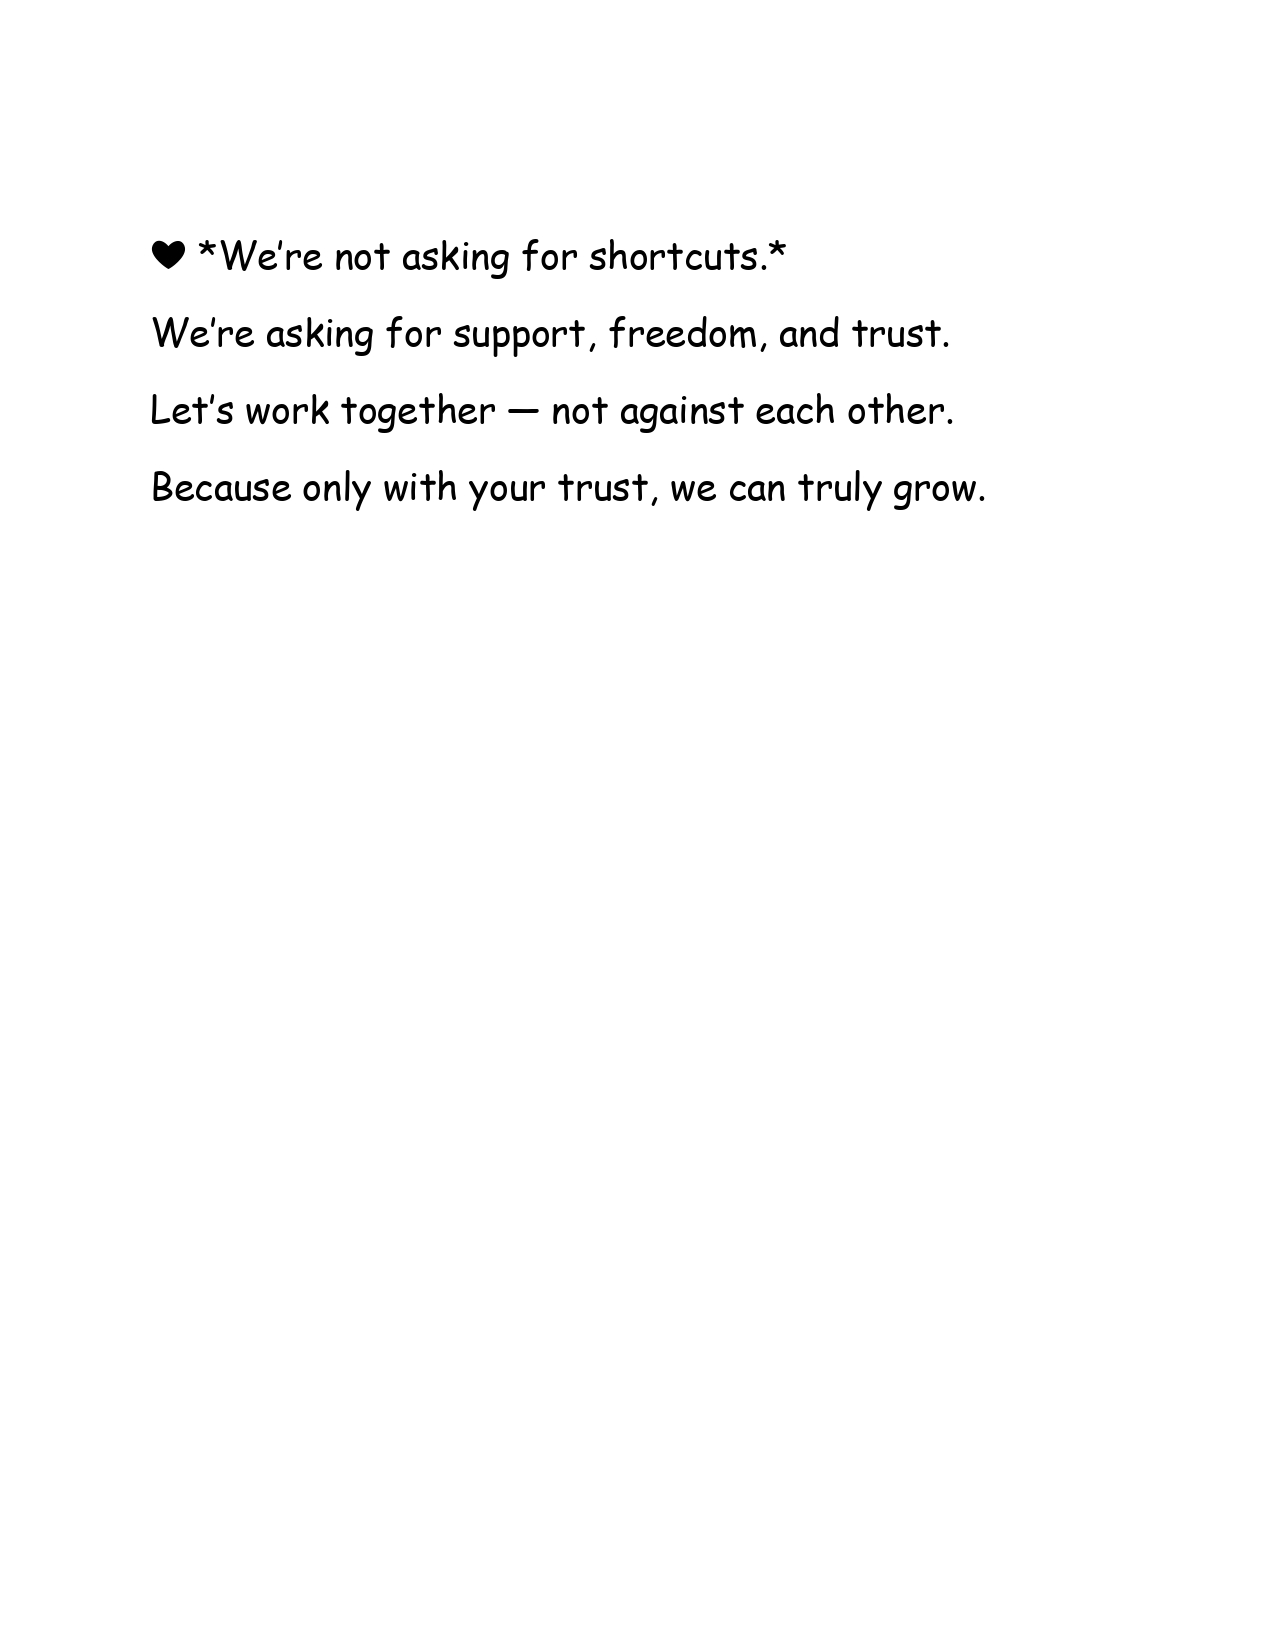 ♥ *We’re not asking for shortcuts.*
We’re asking for support, freedom, and trust.
Let’s work together — not against each other.
Because only with your trust, we can truly grow.